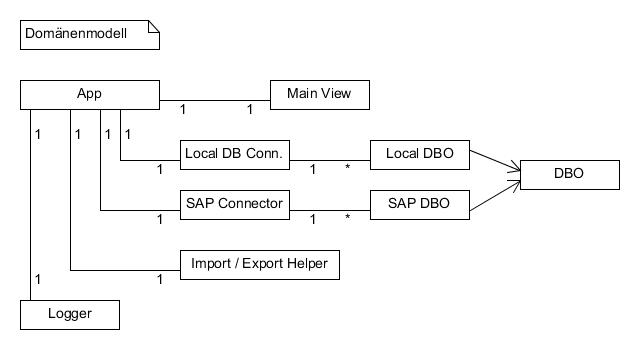 Domänenmodell
App
Main View
1
1
1
1
1
1
Local DB Conn.
Local DBO
1
1
*
DBO
SAP Connector
SAP DBO
1
1
*
Import / Export Helper
1
1
Logger